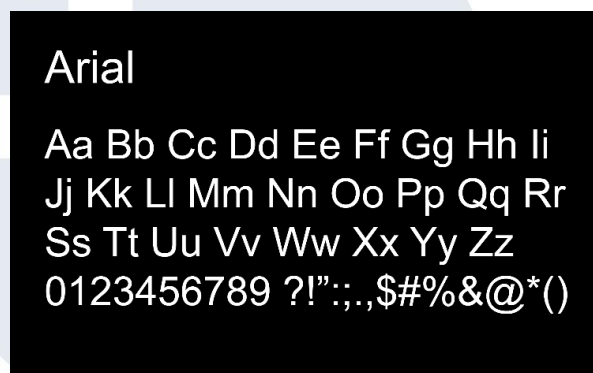 Arial
Aa Bb Cc Dd Ee Ff Gg Hh Ii
Jj Kk Ll Mm Nn Oo Pp Qq Rr
Ss Tt Uu Vv Ww Xx Yy Zz
0123456789 ?!”:;.,$#%&@*()